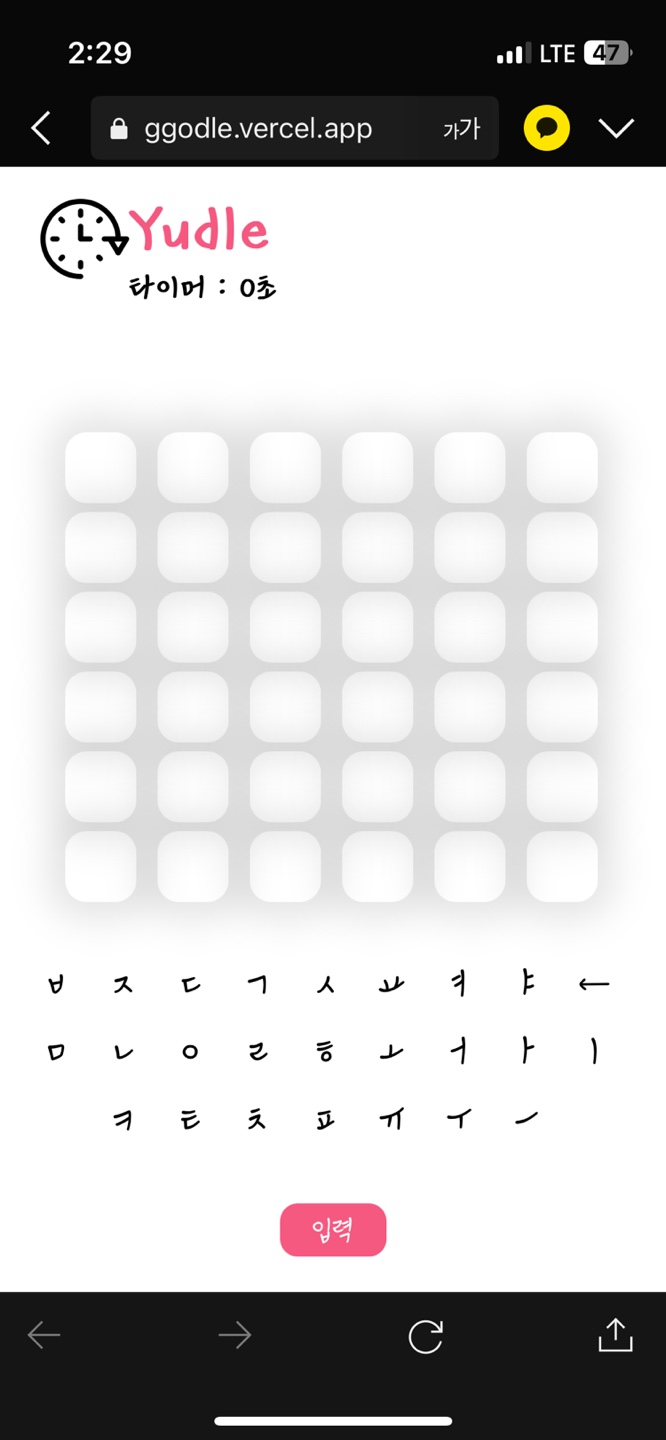 2:29
LTE 47
ggodle.vercel.app 가가
Yudle
타이머 : 0초
ㅂ ㅈ ㄷ ㄱ ㅅ ㅛ ㅕ ㅑ ←
ㅁ ㄴ ㅇ ㄹ ㅎ ㅗ ㅓ ㅏ ㅣ
ㅋ ㅌ ㅊ ㅍ ㅠ ㅜ ㅡ
입력